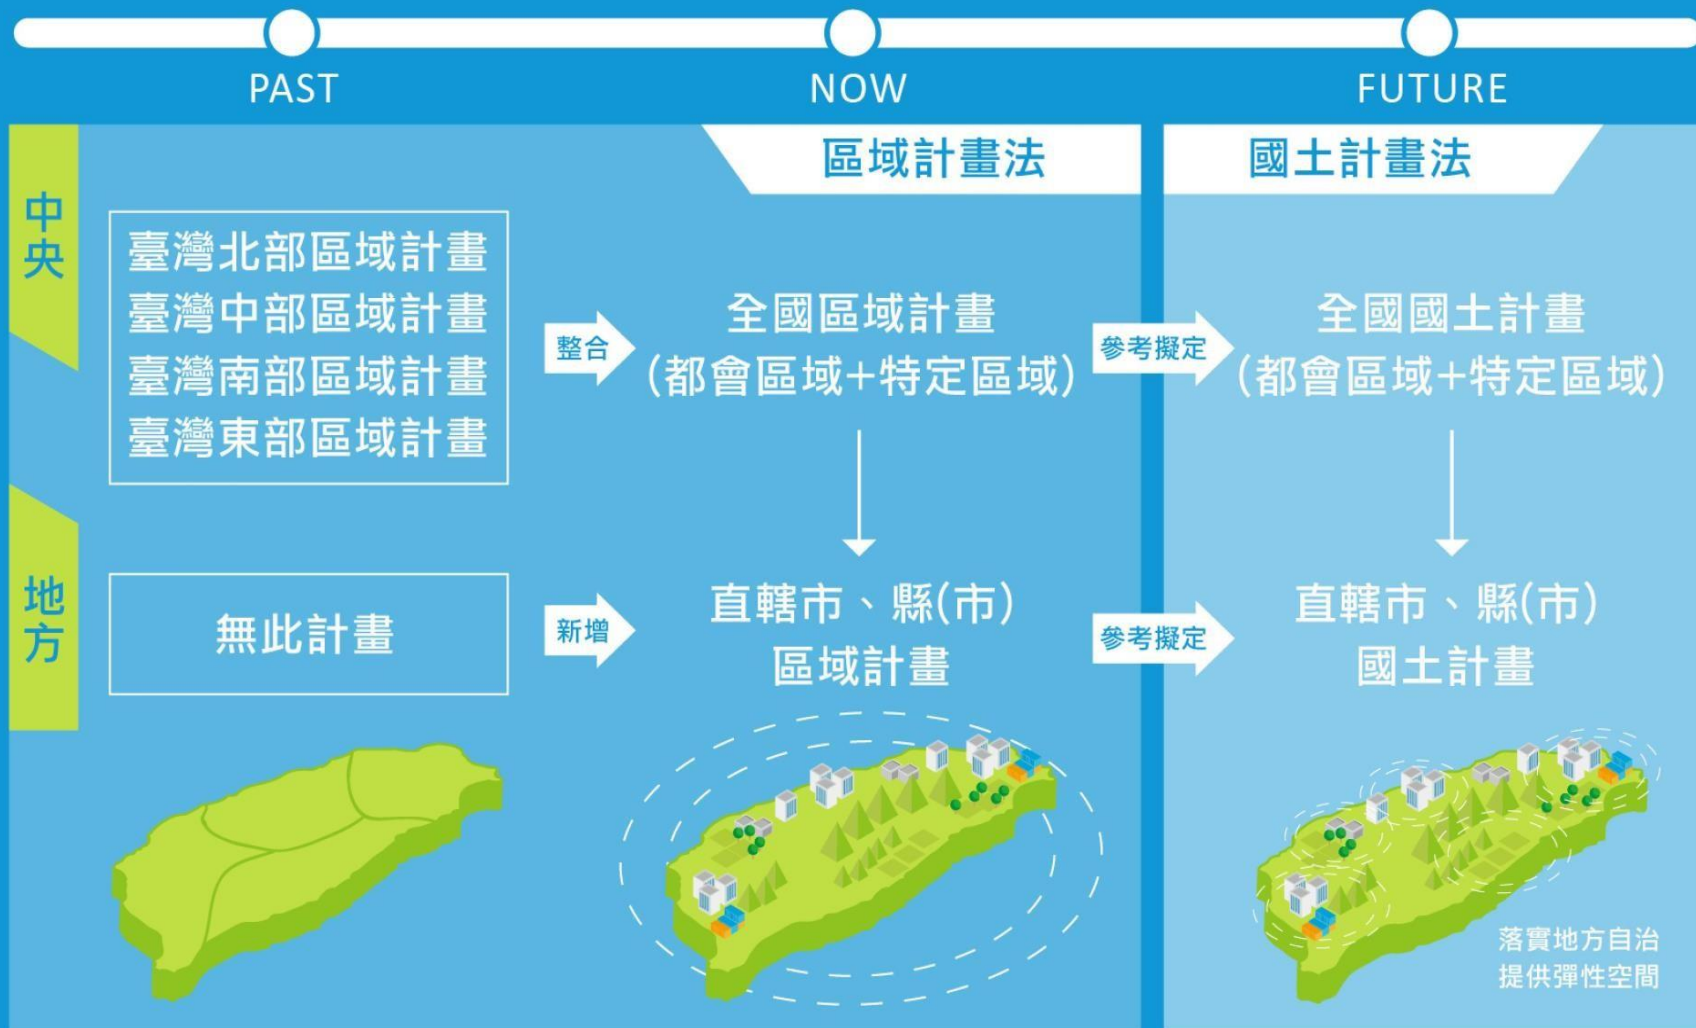 PAST
NOW
FUTURE
區域計畫法
國土計畫法
中央
臺灣北部區域計畫
臺灣中部區域計畫
臺灣南部區域計畫
臺灣東部區域計畫
整合
全國區域計畫
(都會區域+特定區域)
參考擬定
全國國土計畫
(都會區域+特定區域)
地方
無此計畫
新增
直轄市、縣(市)
區域計畫
參考擬定
直轄市、縣(市)
國土計畫
落實地方自治
提供彈性空間